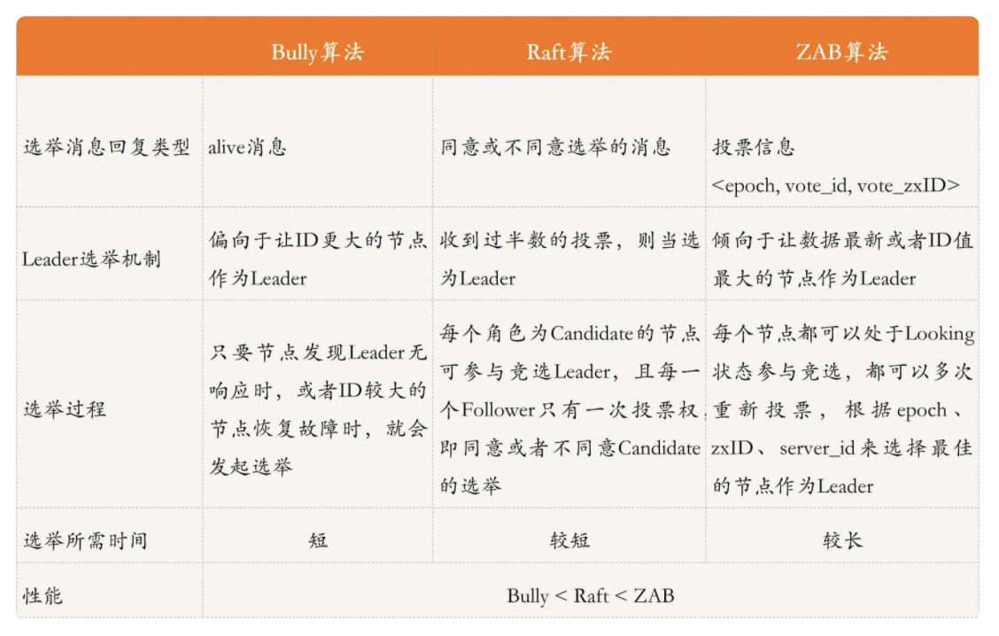 Bully算法 Raft算法 ZAB算法
选举消息回复类型
alive消息
同意或不同意选举的消息
投票信息
<epoch, vote_id, vote_zxID>
Leader选举机制
偏向于让ID更大的节点
作为Leader
收到过半数的投票，则当选
为Leader
倾向于让数据最新或者ID值
最大的节点作为Leader
选举过程
只要节点发现Leader无
响应时，或者ID较大的
节点恢复故障时，就会
发起选举
每个角色为Candidate的节点
可参与竞选Leader，且每一
个Follower只有一次投票权,
即同意或者不同意Candidate
的选举
每个节点都可以处于Looking
状态参与竞选，都可以多次
重新投票，根据epoch、
zxID、server_id来选择最佳
的节点作为Leader
选举所需时间
短
较短
较长
性能
Bully < Raft < ZAB